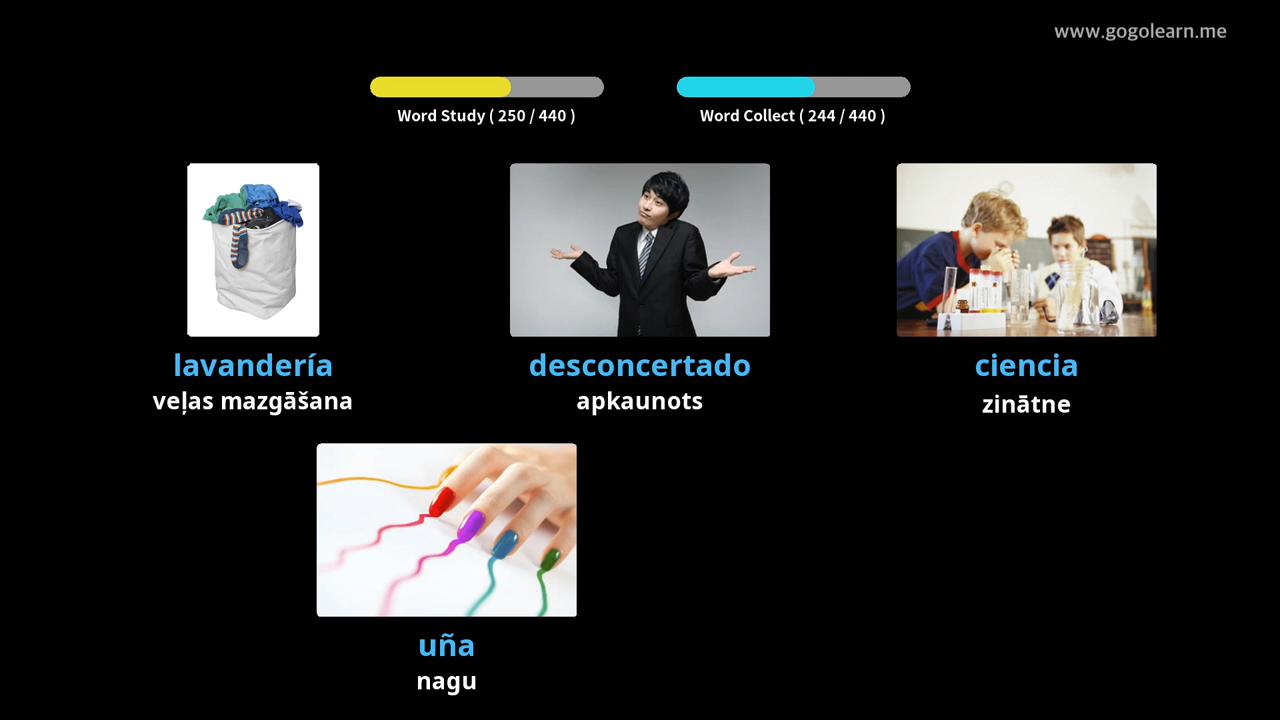 www.gogolearn.me
Word Study ( 250 / 440 )
Word Collect ( 244 / 440 )
lavandería
veļas mazgāšana
desconcertado
apkaunots
ciencia
zinātne
uña
nagu